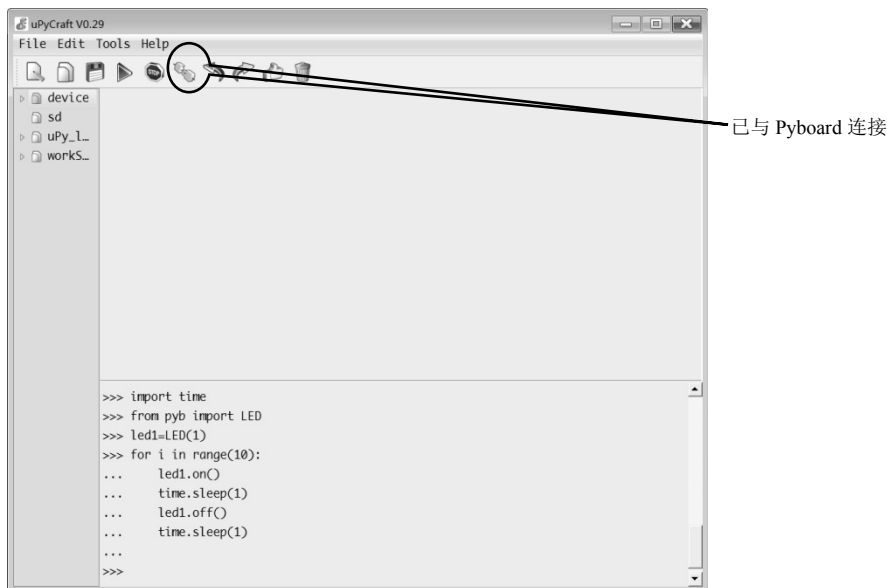 uPyCraft V0.29
File Edit Tools Help
STOP
device
sd
uPy_l…
workS…
已与 Pyboard 连接
>>> import time
>>> from pyb import LED
>>> led1=LED(1)
>>> for i in range(10):
...     led1.on()
...     time.sleep(1)
...     led1.off()
...     time.sleep(1)
...
>>>